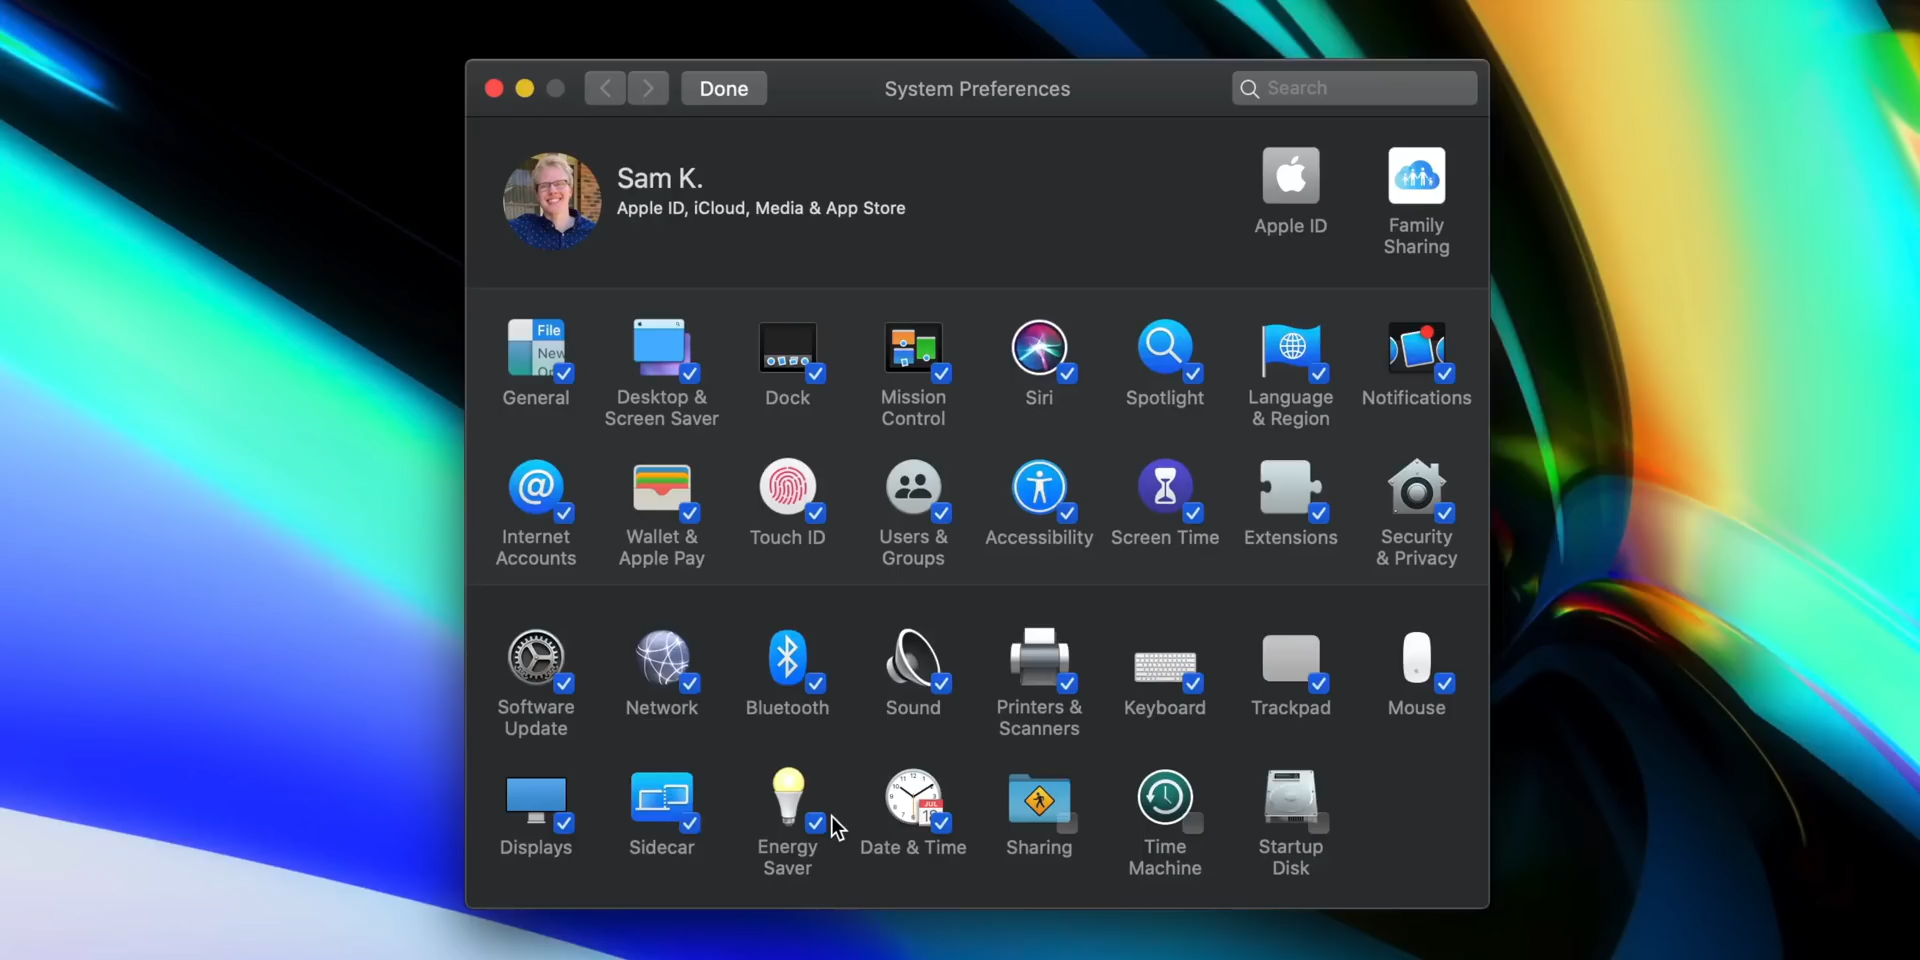 Done
System Preferences
Search
Sam K.
Apple ID, iCloud, Media & App Store
Apple ID
Family
Sharing
File
New
General
Desktop &
Screen Saver
Dock
Mission
Control
Siri
Spotlight
Language
& Region
Notifications
@
Internet
Accounts
Wallet &
Apple Pay
Touch ID
Users &
Groups
Accessibility
Screen Time
Extensions
Security
& Privacy
Software
Update
Network
Bluetooth
Sound
Printers &
Scanners
Keyboard
Trackpad
Mouse
Displays
Sidecar
Energy
Saver
JUL
Date & Time
Sharing
Time
Machine
Startup
Disk